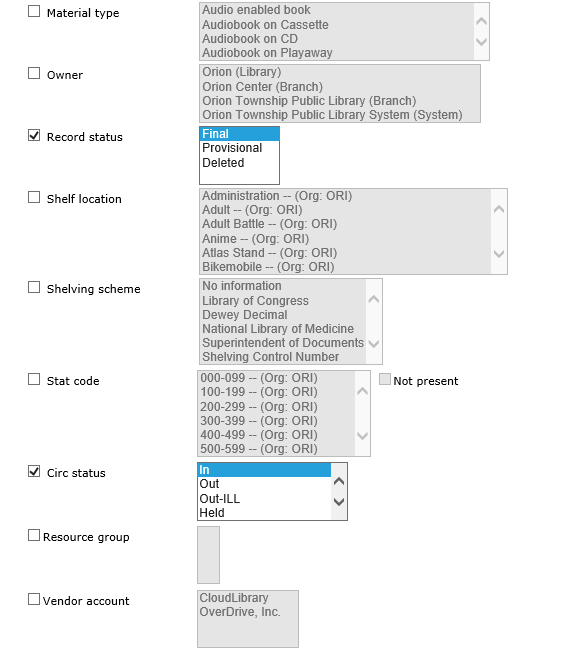 Material type
Audio enabled book
Audiobook on Cassette
Audiobook on CD
Audiobook on Playaway
Owner
Orion (Library)
Orion Center (Branch)
Orion Township Public Library (Branch)
Orion Township Public Library System (System)
Record status
Final
Provisional
Deleted
Shelf location
Administration -- (Org: ORI)
Adult -- (Org: ORI)
Adult Battle -- (Org: ORI)
Anime -- (Org: ORI)
Atlas Stand -- (Org: ORI)
Bikemobile -- (Org: ORI)
Shelving scheme
No information
Library of Congress
Dewey Decimal
National Library of Medicine
Superintendent of Documents
Shelving Control Number
Stat code
000-099 -- (Org: ORI)
100-199 -- (Org: ORI)
200-299 -- (Org: ORI)
300-399 -- (Org: ORI)
400-499 -- (Org: ORI)
500-599 -- (Org: ORI)
Not present
Circ status
In
Out
Out-ILL
Held
Resource group
Vendor account
CloudLibrary
OverDrive, Inc.